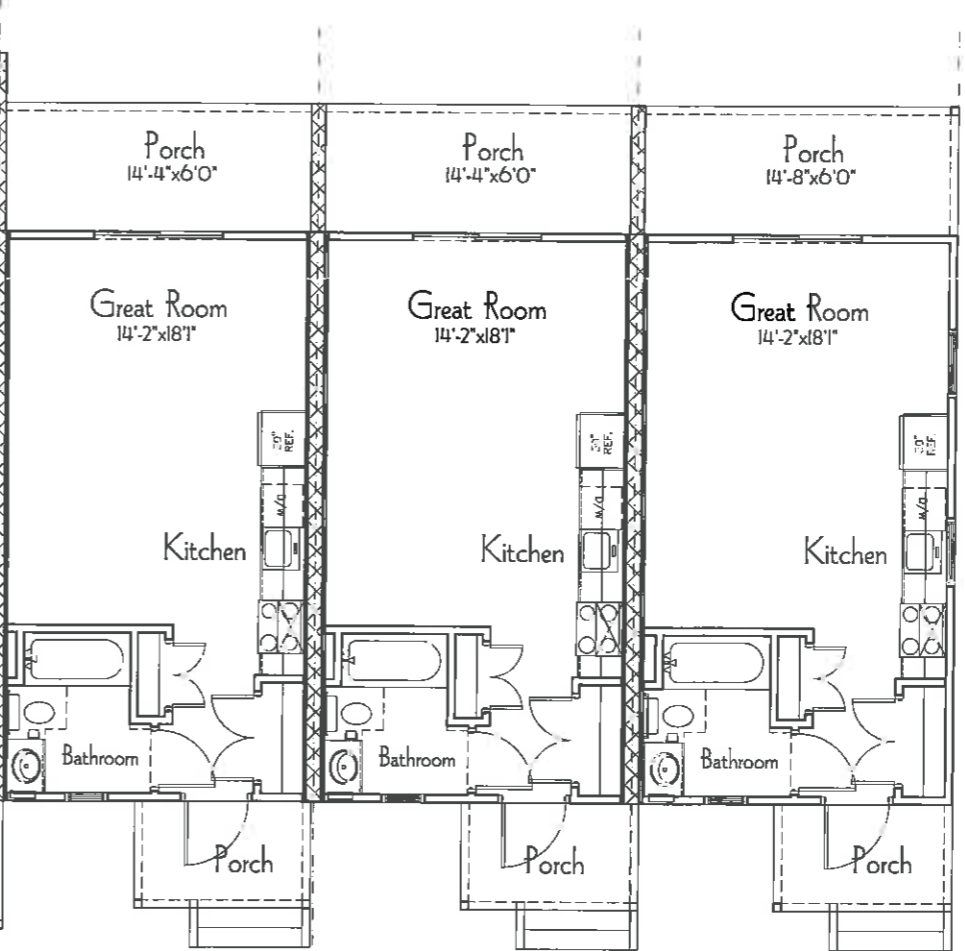 Porch
14'-4"x6'0"
Porch
14'-4"x6'0"
Porch
14'-8"x6'0"
Great Room
14'-2"x18'1"
Great Room
14'-2"x18'1"
Great Room
14'-2"x18'1"
REF.
REF.
REF.
M/O
M/O
M/O
Kitchen
Kitchen
Kitchen
Bathroom
Bathroom
Bathroom
Porch
Porch
Porch